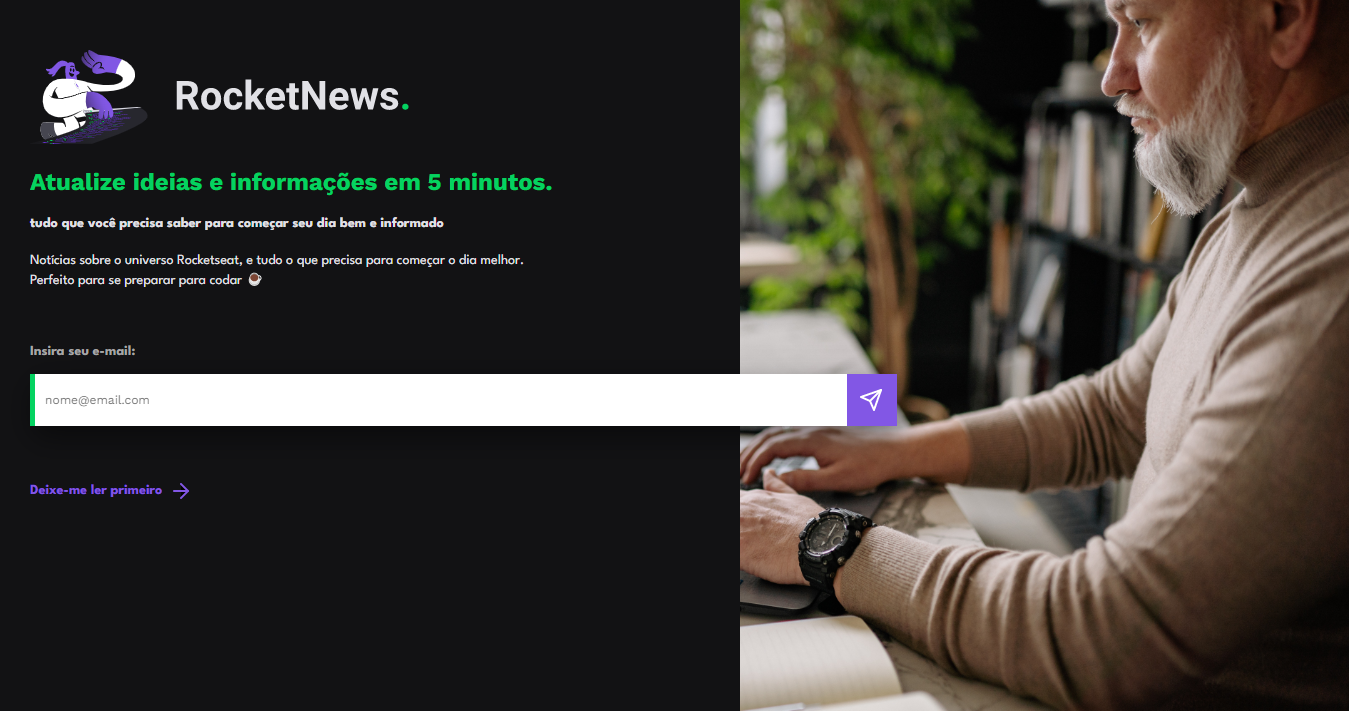 RocketNews.
Atualize ideias e informações em 5 minutos.
tudo que você precisa saber para começar seu dia bem e informado
Notícias sobre o universo Rocketseat, e tudo o que precisa para começar o dia melhor.
Perfeito para se preparar para codar ☕
Insira seu e-mail:
nome@email.com
Deixe-me ler primeiro